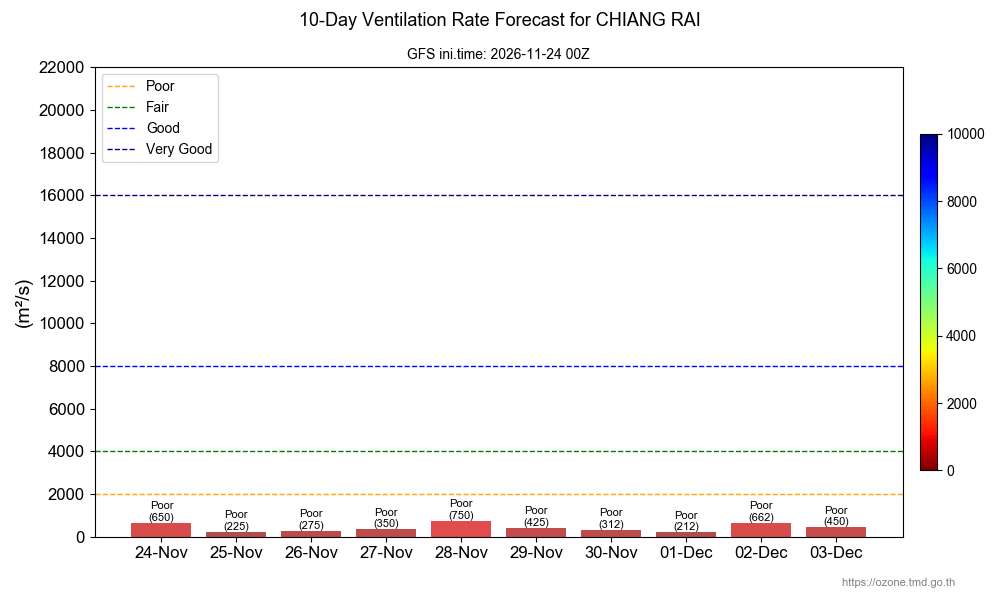 10-Day Ventilation Rate Forecast for CHIANG RAI
GFS ini.time: 2026-11-24 00Z
22000
20000
18000
16000
14000
12000
10000
8000
6000
4000
2000
0
(m²/s)
Poor
Fair
Good
Very Good
Poor
(650)
Poor
(225)
Poor
(275)
Poor
(350)
Poor
(750)
Poor
(425)
Poor
(312)
Poor
(212)
Poor
(662)
Poor
(450)
24-Nov
25-Nov
26-Nov
27-Nov
28-Nov
29-Nov
30-Nov
01-Dec
02-Dec
03-Dec
10000
8000
6000
4000
2000
0
https://ozone.tmd.go.th